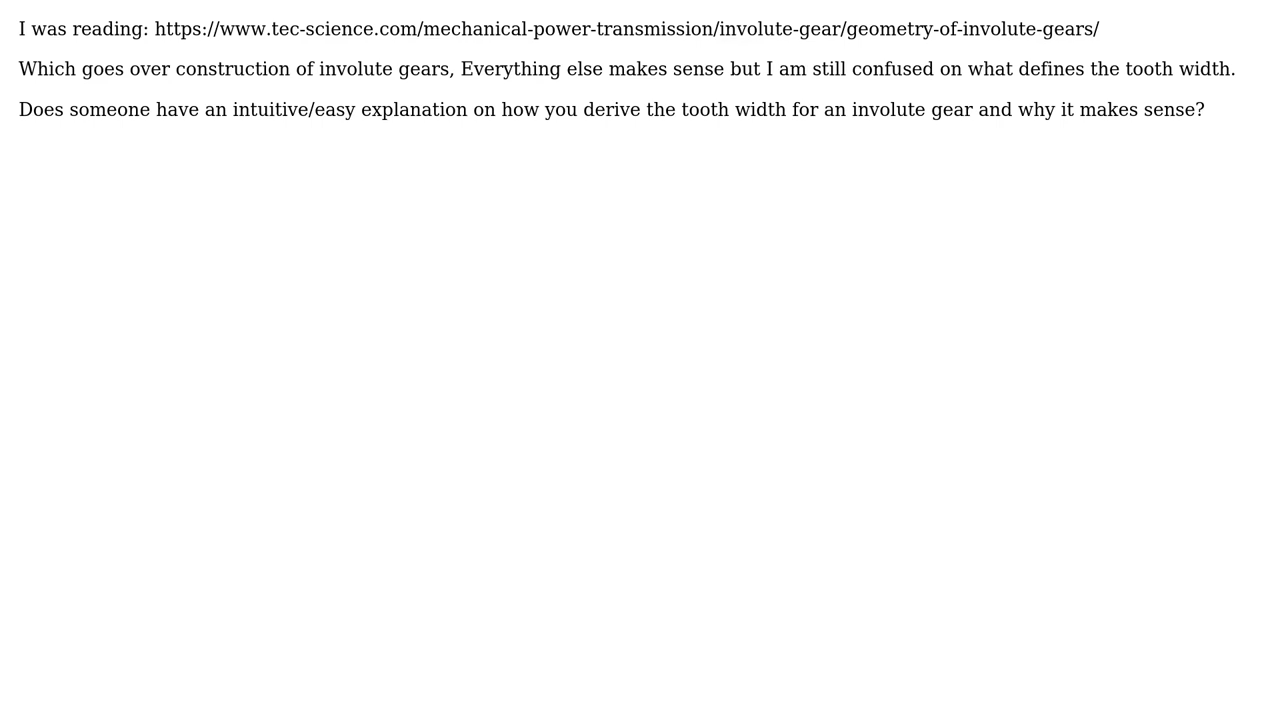 I was reading: https://www.tec-science.com/mechanical-power-transmission/involute-gear/geometry-of-involute-gears/
Which goes over construction of involute gears, Everything else makes sense but I am still confused on what defines the tooth width.
Does someone have an intuitive/easy explanation on how you derive the tooth width for an involute gear and why it makes sense?